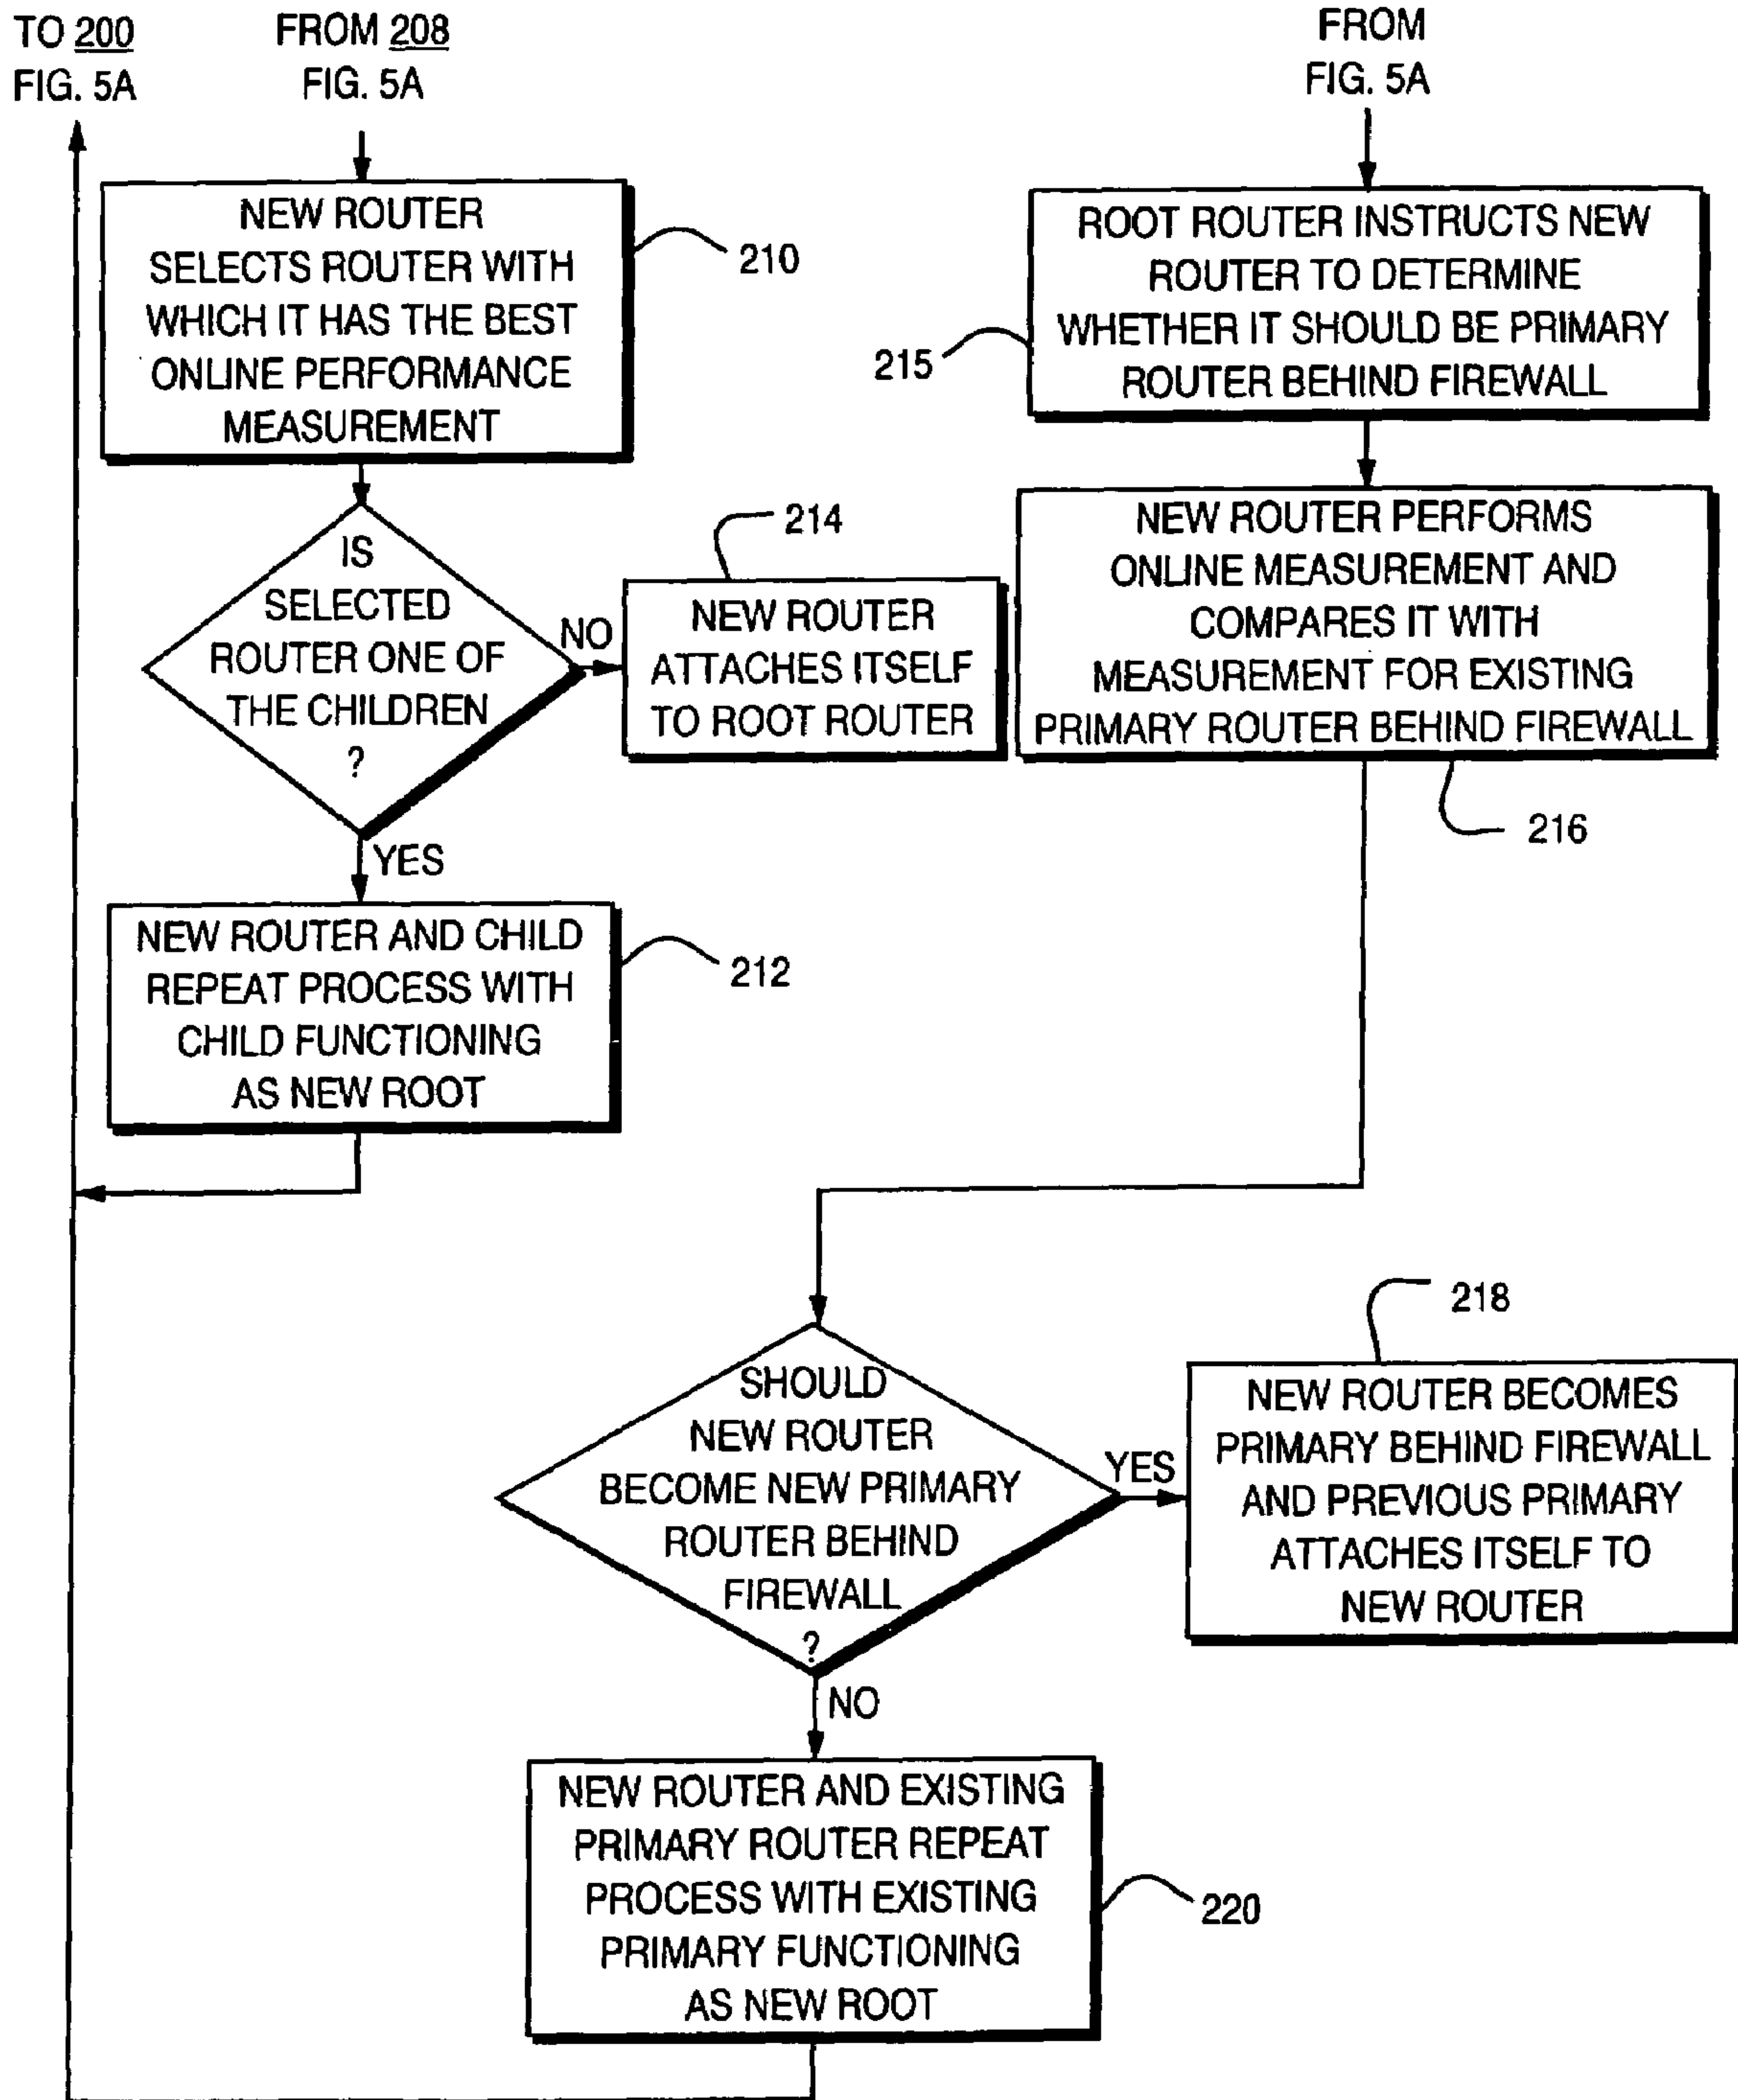 TO 200
FIG. 5A
FROM 208
FIG. 5A
FROM
FIG. 5A
NEW ROUTER
SELECTS ROUTER WITH
WHICH IT HAS THE BEST
ONLINE PERFORMANCE
MEASUREMENT
210
ROOT ROUTER INSTRUCTS NEW
ROUTER TO DETERMINE
WHETHER IT SHOULD BE PRIMARY
ROUTER BEHIND FIREWALL
215
IS
SELECTED
ROUTER ONE OF
THE CHILDREN
?
NO
214
NEW ROUTER
ATTACHES ITSELF
TO ROOT ROUTER
NEW ROUTER PERFORMS
ONLINE MEASUREMENT AND
COMPARES IT WITH
MEASUREMENT FOR EXISTING
PRIMARY ROUTER BEHIND FIREWALL
216
YES
NEW ROUTER AND CHILD
REPEAT PROCESS WITH
CHILD FUNCTIONING
AS NEW ROOT
212
SHOULD
NEW ROUTER
BECOME NEW PRIMARY
ROUTER BEHIND
FIREWALL
?
YES
218
NEW ROUTER BECOMES
PRIMARY BEHIND FIREWALL
AND PREVIOUS PRIMARY
ATTACHES ITSELF TO
NEW ROUTER
NO
NEW ROUTER AND EXISTING
PRIMARY ROUTER REPEAT
PROCESS WITH EXISTING
PRIMARY FUNCTIONING
AS NEW ROOT
220